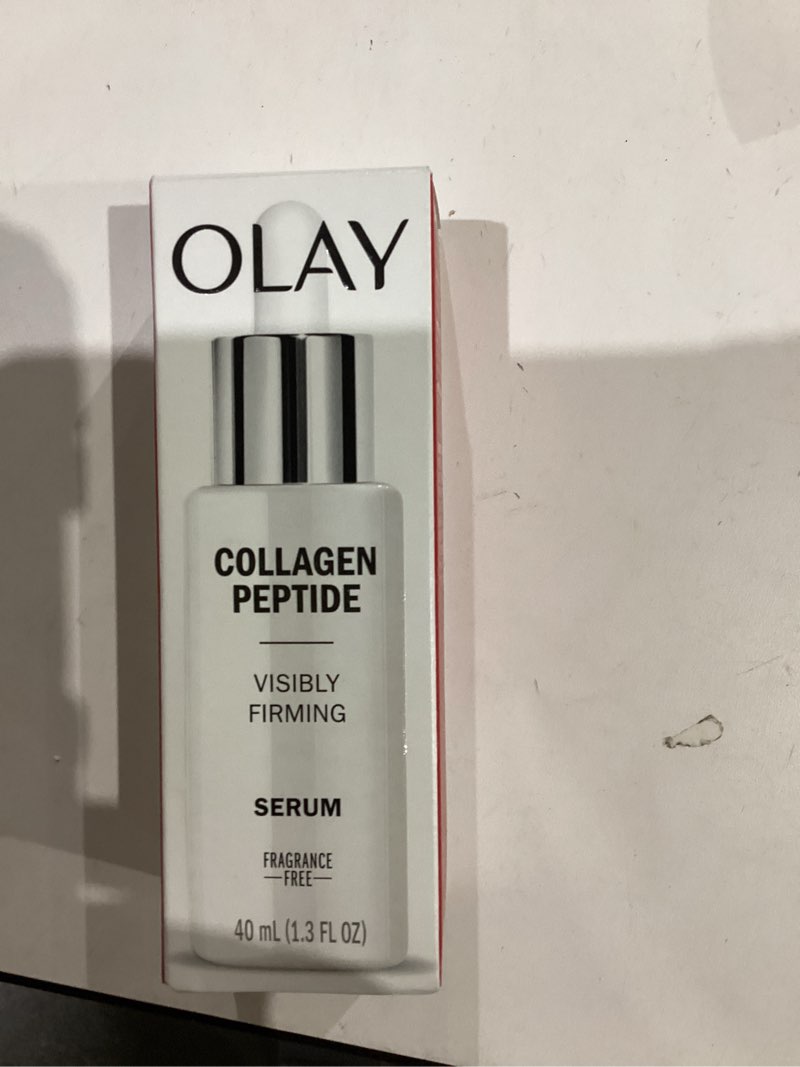 OLAY
COLLAGEN
PEPTIDE
VISIBLY
FIRMING
SERUM
FRAGRANCE
FREE
40 mL (1.3 FL OZ)